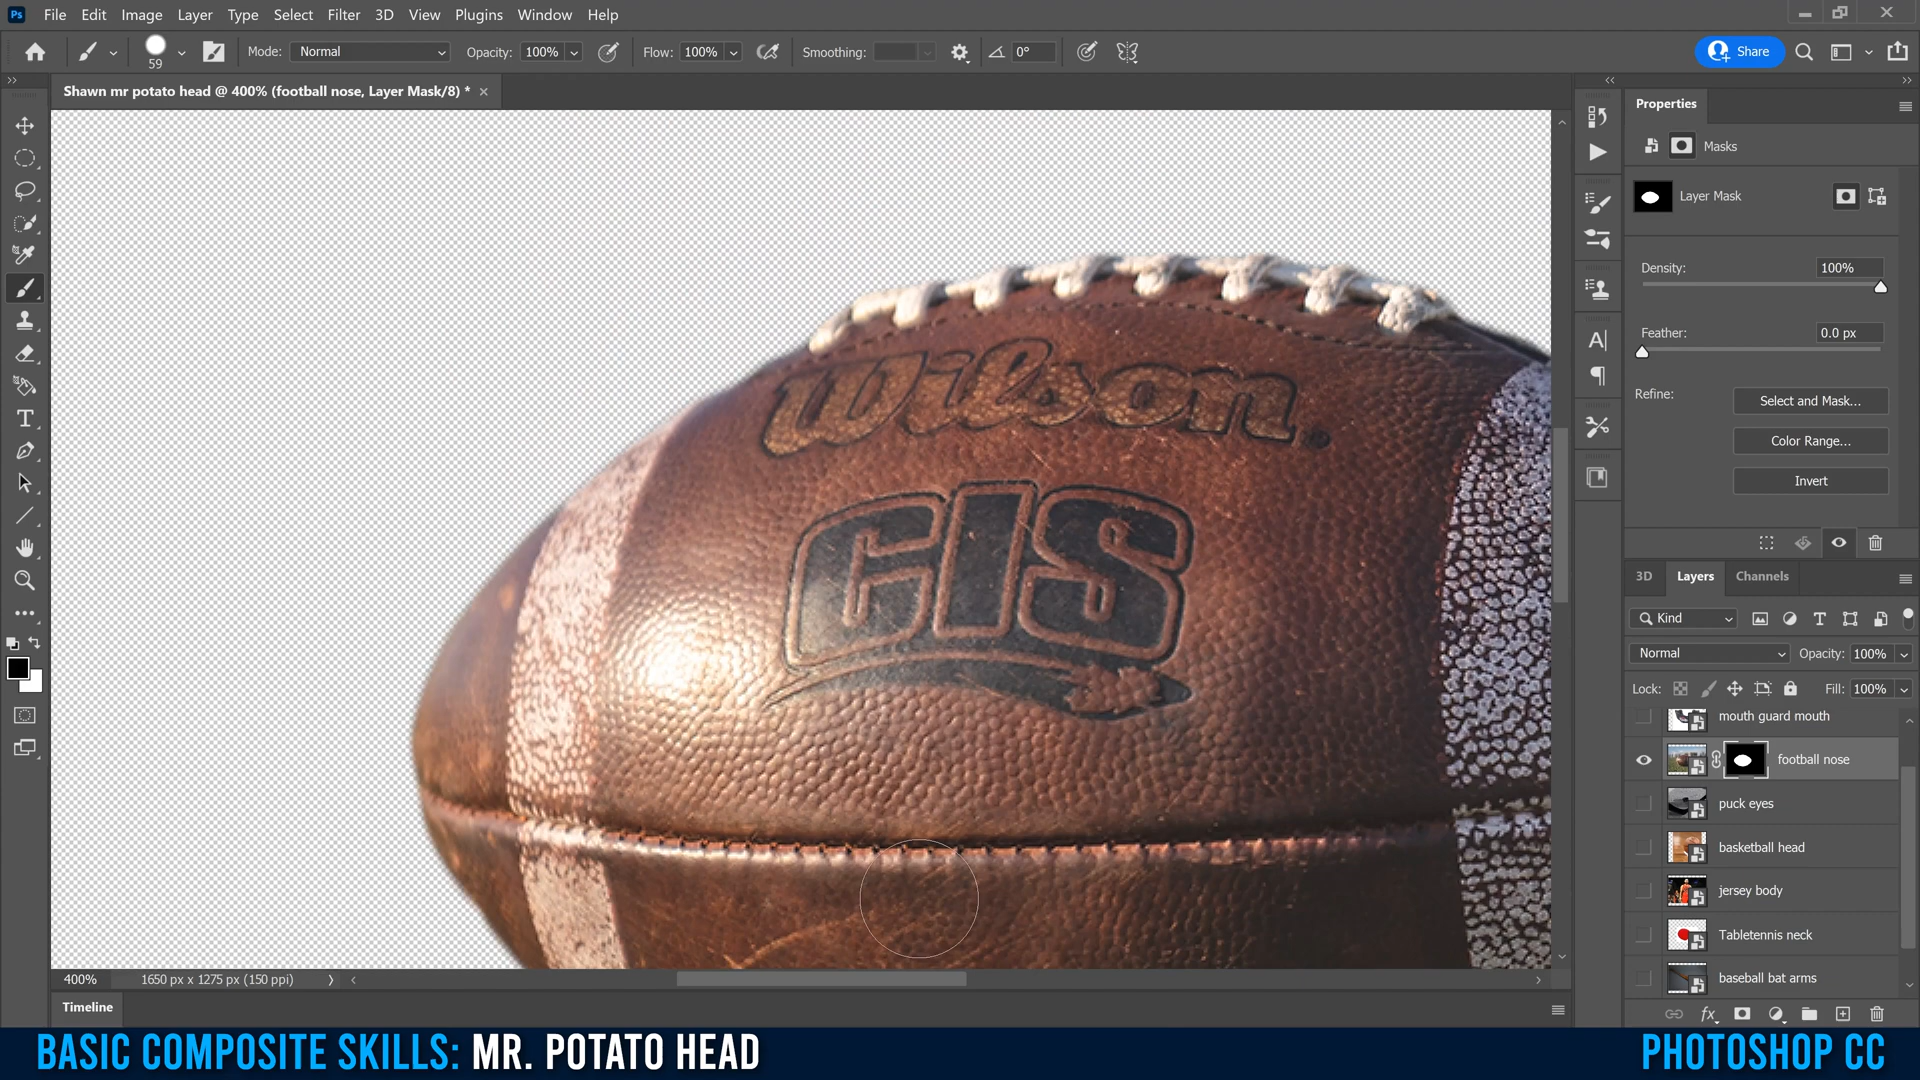 Ps File Edit Image Layer Type Select Filter 3D View Plugins Window Help
59 Mode: Normal Opacity: 100% Flow: 100% Smoothing: 0° Share
Shawn mr potato head @ 400% (football nose, Layer Mask/8) *
Properties
Masks
Layer Mask
Density: 100%
Feather: 0.0 px
Refine: Select and Mask...
Color Range...
Invert
3D Layers Channels
Kind
Normal Opacity: 100%
Lock: Fill: 100%
mouth guard mouth
football nose
puck eyes
basketball head
jersey body
Tabletennis neck
baseball bat arms
fx
Wilson
CIS
400% 1650 px x 1275 px (150 ppi)
Timeline
BASIC COMPOSITE SKILLS: MR. POTATO HEAD
PHOTOSHOP CC